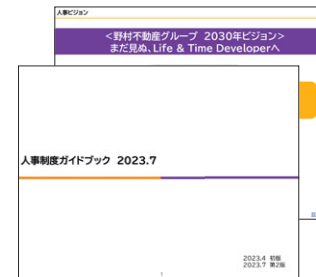 人事ビジョン
<野村不動産グループ 2030年ビジョン>
まだ見ぬ、Life & Time Developerへ
人事制度ガイドブック 2023.7
2023.4 初版
2023.7 第2版
1